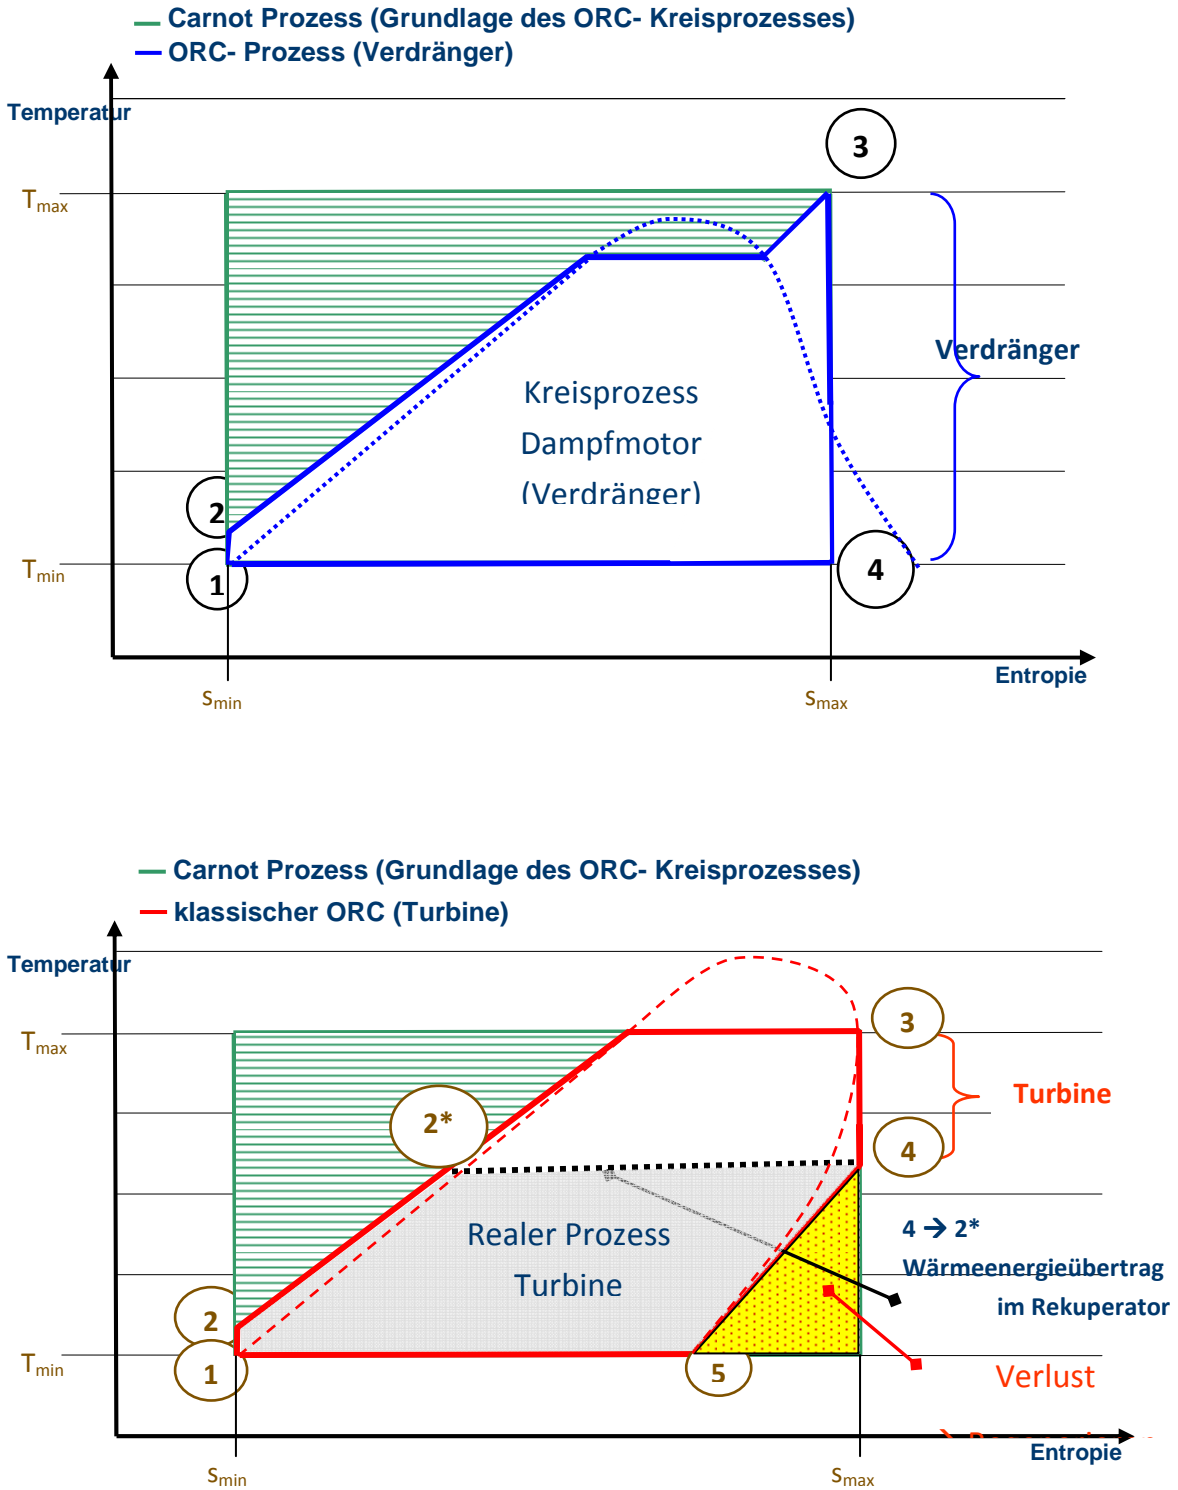 Carnot Prozess (Grundlage des ORC- Kreisprozesses)
ORC- Prozess (Verdränger)
Temperatur
3
Tmax
Verdränger
Kreisprozess
Dampfmotor
(Verdränger)
2
Tmin
1
4
Entropie
smin
smax
Carnot Prozess (Grundlage des ORC- Kreisprozesses)
klassischer ORC (Turbine)
Temperatur
3
Tmax
Turbine
2*
4
4 → 2*
Realer Prozess
Wärmeenergieübertrag
Turbine
im Rekuperator
2
Tmin
1
5
Verlust
Entropie
smin
smax